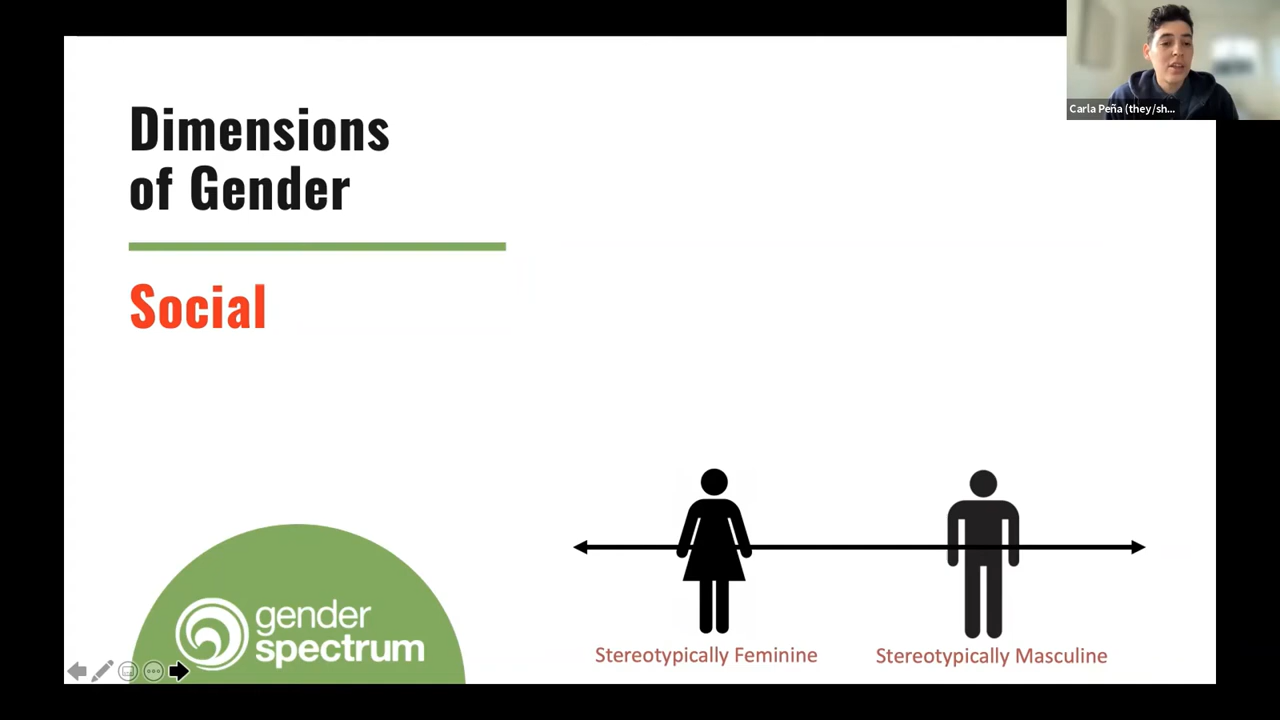 Dimensions
of Gender
Social
Carla Peña (they/sh...
gender
spectrum
Stereotypically Feminine
Stereotypically Masculine